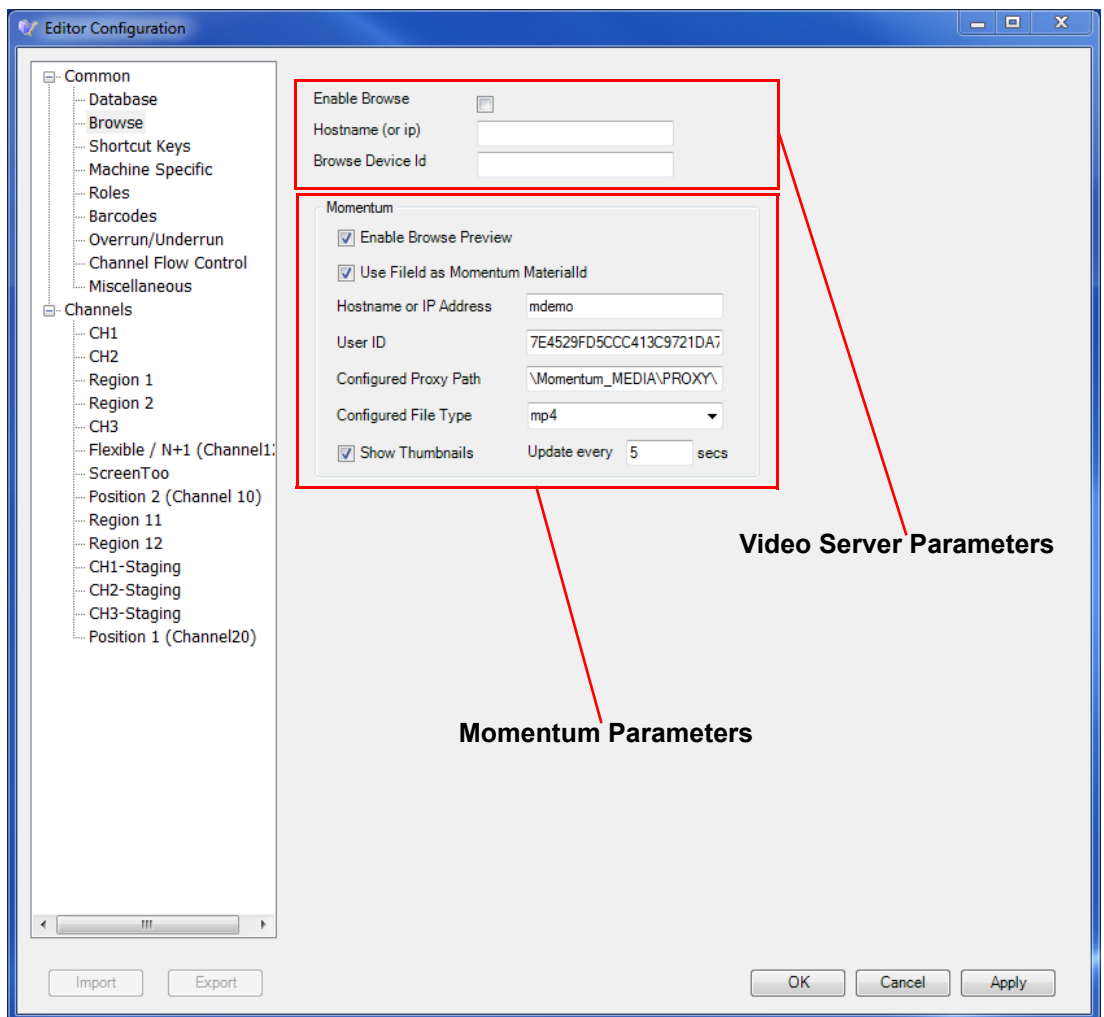 Editor Configuration
Common
Database
Browse
Shortcut Keys
Machine Specific
Roles
Barcodes
Overrun/Underrun
Channel Flow Control
Miscellaneous
Channels
CH1
CH2
Region 1
Region 2
CH3
Flexible / N+1 (Channel1
ScreenToo
Position 2 (Channel 10)
Region 11
Region 12
CH1-Staging
CH2-Staging
CH3-Staging
Position 1 (Channel20)
Enable Browse
Hostname (or ip)
Browse Device Id
Momentum
Enable Browse Preview
Use FileId as Momentum MaterialId
Hostname or IP Address mdemo
User ID 7E4529FD5CCC413C9721DA7
Configured Proxy Path \Momentum_MEDIA\PROXY\
Configured File Type mp4
Show Thumbnails Update every 5 secs
Video Server Parameters
Momentum Parameters
Import Export OK Cancel Apply